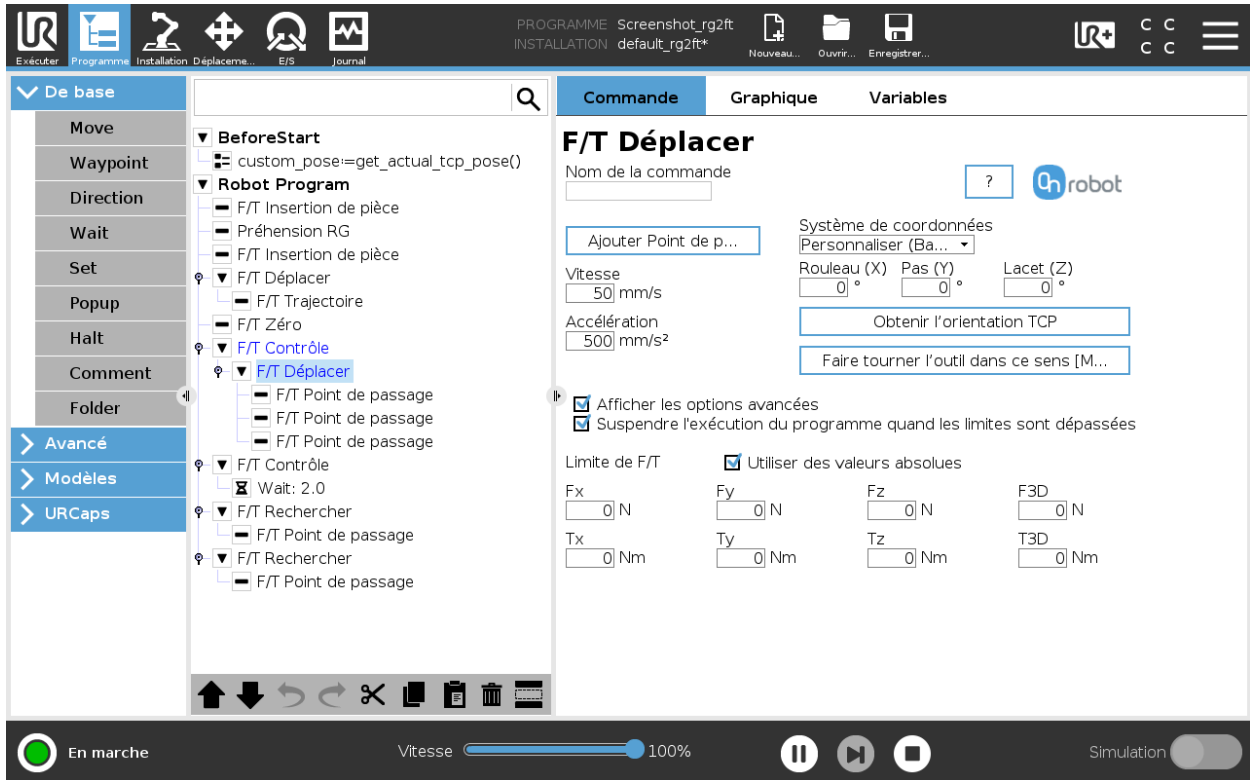 PROGRAMME Screenshot_rg2ft
INSTALLATION default_rg2ft*
Exécuter Programme Installation Déplaceme... E/S Journal
Nouveau... Ouvrir... Enregistrer...
UR+
C C
C C
De base
Move
Waypoint
Direction
Wait
Set
Popup
Halt
Comment
Folder
Avancé
Modèles
URCaps
BeforeStart
custom_pose:=get_actual_tcp_pose()
Robot Program
F/T Insertion de pièce
Préhension RG
F/T Insertion de pièce
F/T Déplacer
F/T Trajectoire
F/T Zéro
F/T Contrôle
F/T Déplacer
F/T Point de passage
F/T Point de passage
F/T Point de passage
F/T Contrôle
Wait: 2.0
F/T Rechercher
F/T Point de passage
F/T Rechercher
F/T Point de passage
Commande Graphique Variables
F/T Déplacer
Nom de la commande
? On robot
Ajouter Point de p...
Système de coordonnées
Personnaliser (Ba...
Vitesse
50 mm/s
Rouleau (X) Pas (Y) Lacet (Z)
0 ° 0 ° 0 °
Accélération
500 mm/s²
Obtenir l'orientation TCP
Faire tourner l'outil dans ce sens [M...
Afficher les options avancées
Suspendre l'exécution du programme quand les limites sont dépassées
Limite de F/T Utiliser des valeurs absolues
Fx Fy Fz F3D
0 N 0 N 0 N 0 N
Tx Ty Tz T3D
0 Nm 0 Nm 0 Nm 0 Nm
En marche
Vitesse 100%
Simulation